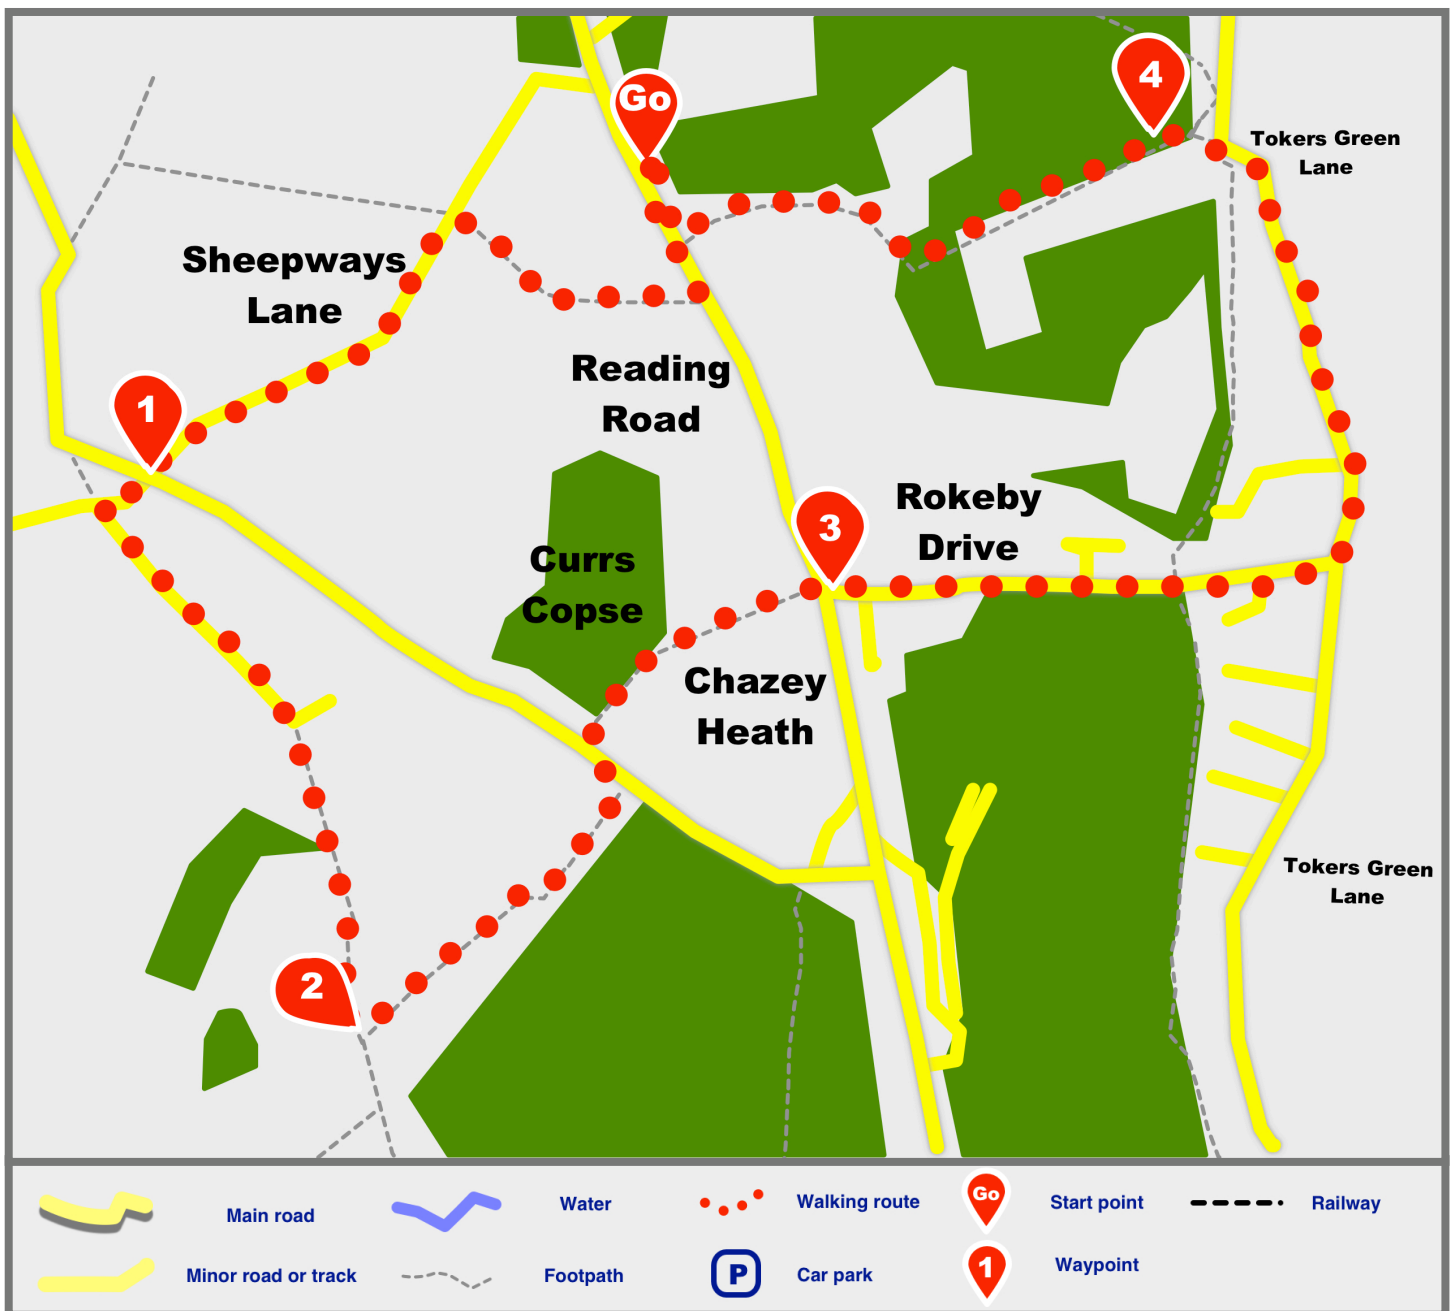 Go
4
Tokers Green
Lane
Sheepways
Lane
Reading
Road
1
Rokeby
Drive
3
Currs
Copse
Chazey
Heath
Tokers Green
Lane
2
Main road
Water
Walking route
Go
Start point
Railway
Minor road or track
Footpath
P
Car park
1
Waypoint